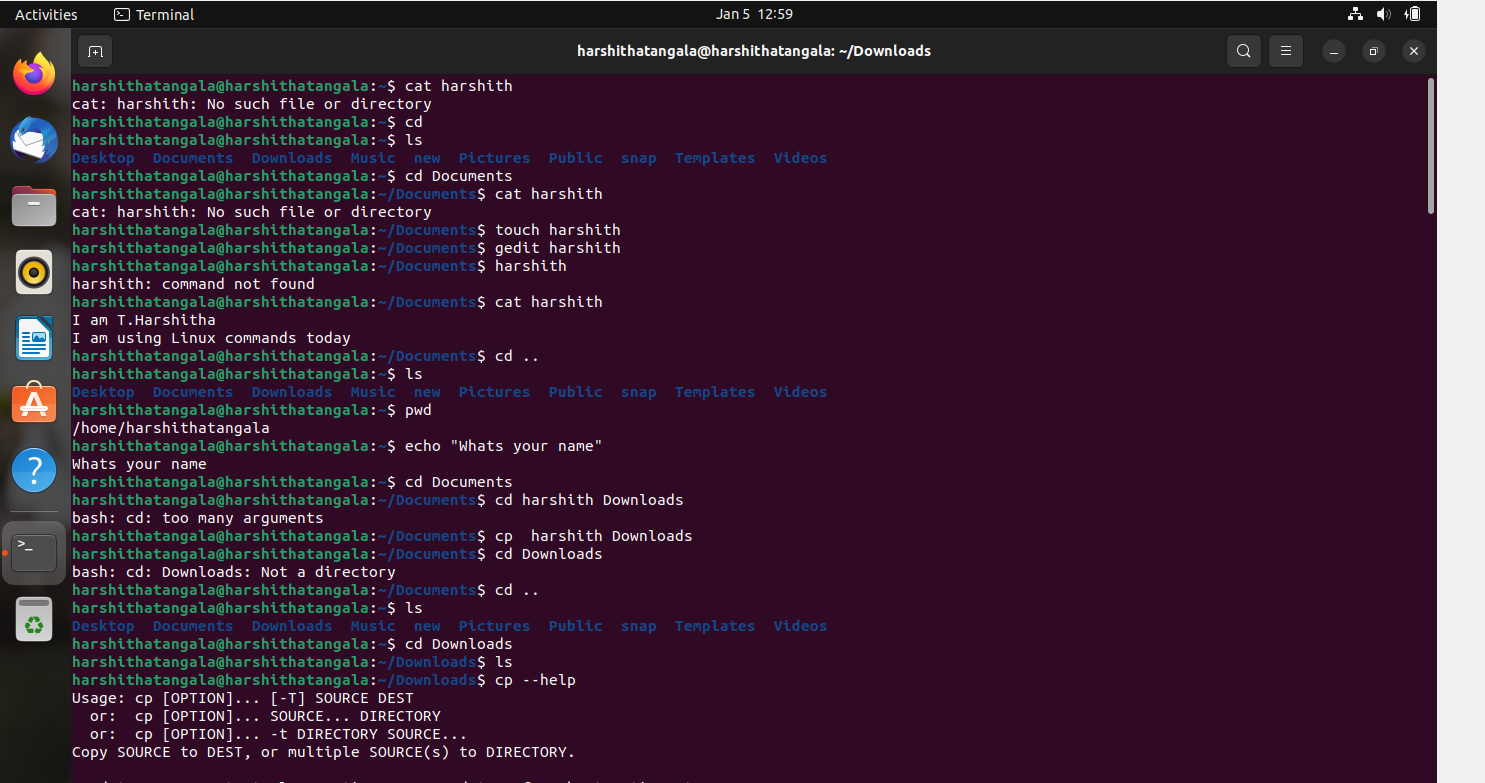 Activities Terminal Jan 5 12:59
harshithatangala@harshithatangala: ~/Downloads
harshithatangala@harshithatangala:~$ cat harshith
cat: harshith: No such file or directory
harshithatangala@harshithatangala:~$ cd
harshithatangala@harshithatangala:~$ ls
Desktop  Documents  Downloads  Music  new  Pictures  Public  snap  Templates  Videos
harshithatangala@harshithatangala:~$ cd Documents
harshithatangala@harshithatangala:~/Documents$ cat harshith
cat: harshith: No such file or directory
harshithatangala@harshithatangala:~/Documents$ touch harshith
harshithatangala@harshithatangala:~/Documents$ gedit harshith
harshithatangala@harshithatangala:~/Documents$ harshith
harshith: command not found
harshithatangala@harshithatangala:~/Documents$ cat harshith
I am T.Harshitha
I am using Linux commands today
harshithatangala@harshithatangala:~/Documents$ cd ..
harshithatangala@harshithatangala:~$ ls
Desktop  Documents  Downloads  Music  new  Pictures  Public  snap  Templates  Videos
harshithatangala@harshithatangala:~$ pwd
/home/harshithatangala
harshithatangala@harshithatangala:~$ echo "Whats your name"
Whats your name
harshithatangala@harshithatangala:~$ cd Documents
harshithatangala@harshithatangala:~/Documents$ cd harshith Downloads
bash: cd: too many arguments
harshithatangala@harshithatangala:~/Documents$ cp  harshith Downloads
harshithatangala@harshithatangala:~/Documents$ cd Downloads
bash: cd: Downloads: Not a directory
harshithatangala@harshithatangala:~/Documents$ cd ..
harshithatangala@harshithatangala:~$ ls
Desktop  Documents  Downloads  Music  new  Pictures  Public  snap  Templates  Videos
harshithatangala@harshithatangala:~$ cd Downloads
harshithatangala@harshithatangala:~/Downloads$ ls
harshithatangala@harshithatangala:~/Downloads$ cp --help
Usage: cp [OPTION]... [-T] SOURCE DEST
  or:  cp [OPTION]... SOURCE... DIRECTORY
  or:  cp [OPTION]... -t DIRECTORY SOURCE...
Copy SOURCE to DEST, or multiple SOURCE(s) to DIRECTORY.